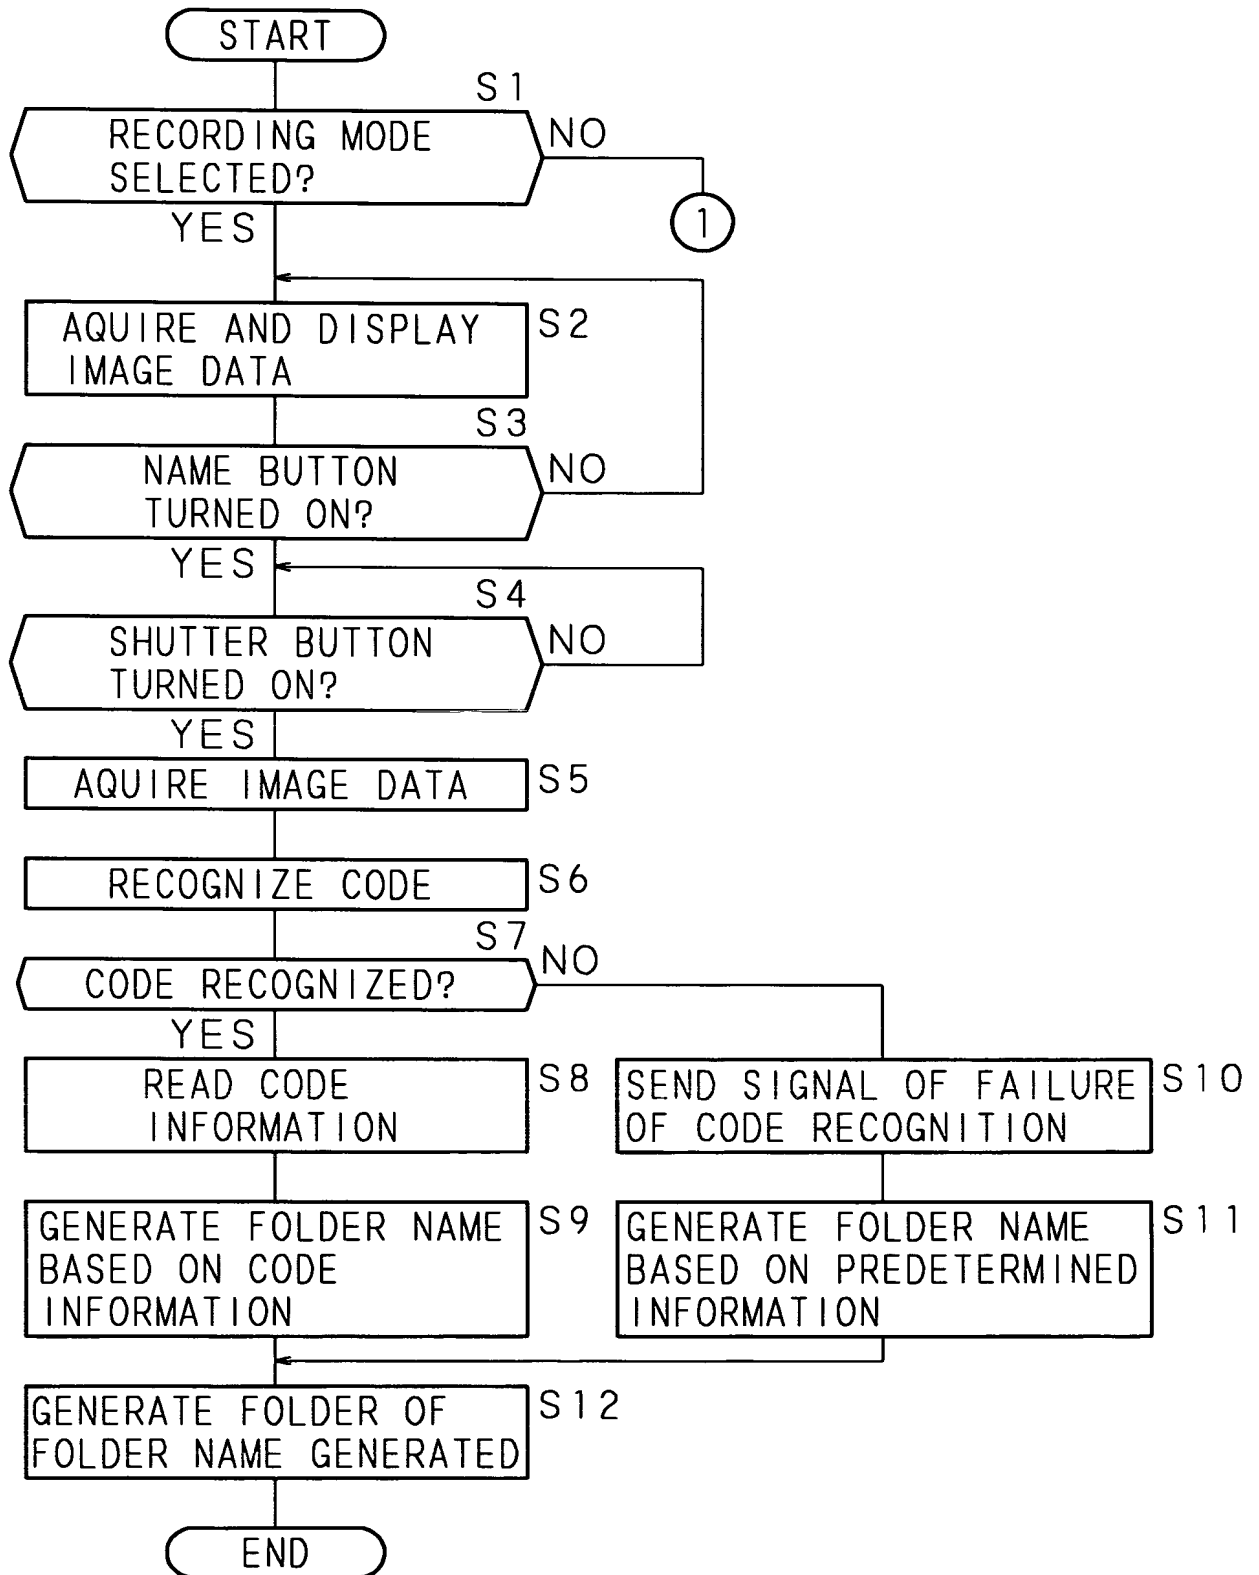 START
S1
RECORDING MODE
SELECTED?
NO
1
YES
AQUIRE AND DISPLAY
IMAGE DATA
S2
S3
NAME BUTTON
TURNED ON?
NO
YES
S4
SHUTTER BUTTON
TURNED ON?
NO
YES
AQUIRE IMAGE DATA
S5
RECOGNIZE CODE
S6
S7
CODE RECOGNIZED?
NO
YES
READ CODE
INFORMATION
S8
SEND SIGNAL OF FAILURE
OF CODE RECOGNITION
S10
GENERATE FOLDER NAME
BASED ON CODE
INFORMATION
S9
GENERATE FOLDER NAME
BASED ON PREDETERMINED
INFORMATION
S11
GENERATE FOLDER OF
FOLDER NAME GENERATED
S12
END